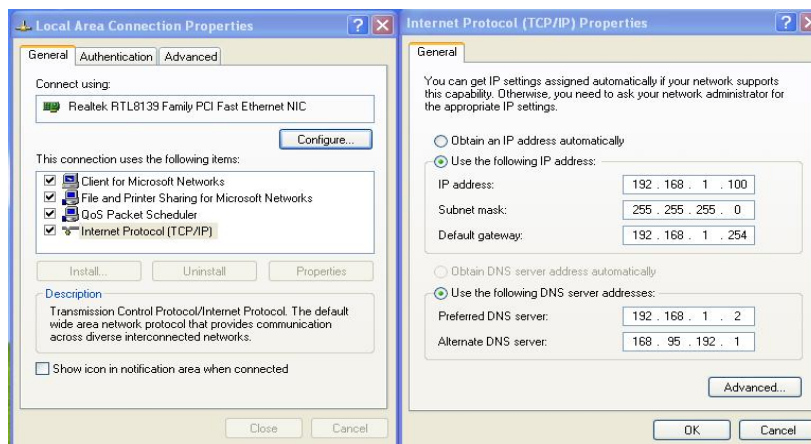 Local Area Connection Properties
General Authentication Advanced
Connect using:
Realtek RTL8139 Family PCI Fast Ethernet NIC
Configure...
This connection uses the following items:
Client for Microsoft Networks
File and Printer Sharing for Microsoft Networks
QoS Packet Scheduler
Internet Protocol (TCP/IP)
Install... Uninstall Properties
Description
Transmission Control Protocol/Internet Protocol. The default
wide area network protocol that provides communication
across diverse interconnected networks.
Show icon in notification area when connected
Close Cancel
Internet Protocol (TCP/IP) Properties
General
You can get IP settings assigned automatically if your network supports
this capability. Otherwise, you need to ask your network administrator for
the appropriate IP settings.
Obtain an IP address automatically
Use the following IP address:
IP address: 192 . 168 . 1 . 100
Subnet mask: 255 . 255 . 255 . 0
Default gateway: 192 . 168 . 1 . 254
Obtain DNS server address automatically
Use the following DNS server addresses:
Preferred DNS server: 192 . 168 . 1 . 2
Alternate DNS server: 168 . 95 . 192 . 1
Advanced...
OK Cancel